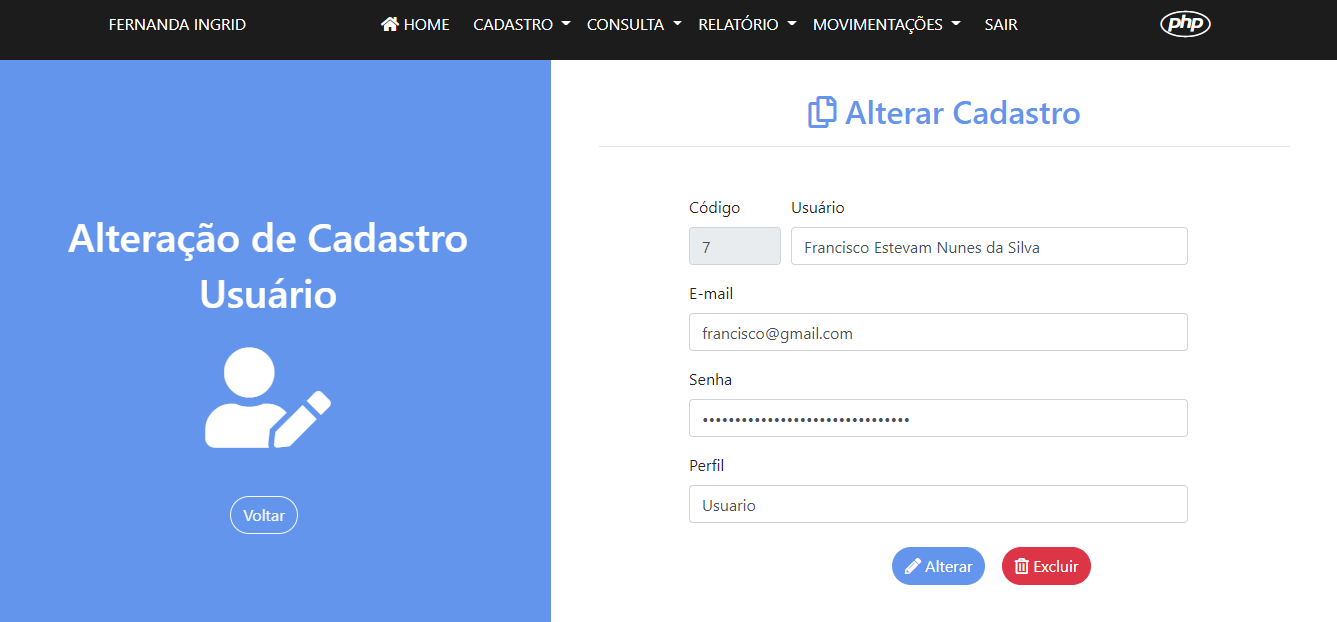 FERNANDA INGRID HOME CADASTRO CONSULTA RELATÓRIO MOVIMENTAÇÕES SAIR php
Alteração de Cadastro
Usuário
Voltar
Alterar Cadastro
Código Usuário
7 Francisco Estevam Nunes da Silva
E-mail
francisco@gmail.com
Senha
••••••••••••••••••••••••••••••••
Perfil
Usuario
Alterar Excluir